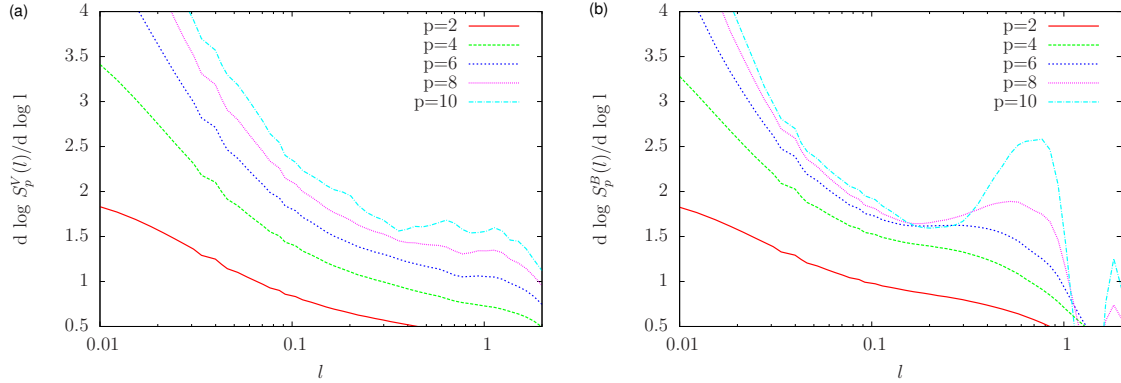 (a)
d log S_p^V(l)/d log l
4
3.5
3
2.5
2
1.5
1
0.5
0.01
0.1
1
l
p=2
p=4
p=6
p=8
p=10
(b)
d log S_p^B(l)/d log l
4
3.5
3
2.5
2
1.5
1
0.5
0.01
0.1
1
l
p=2
p=4
p=6
p=8
p=10